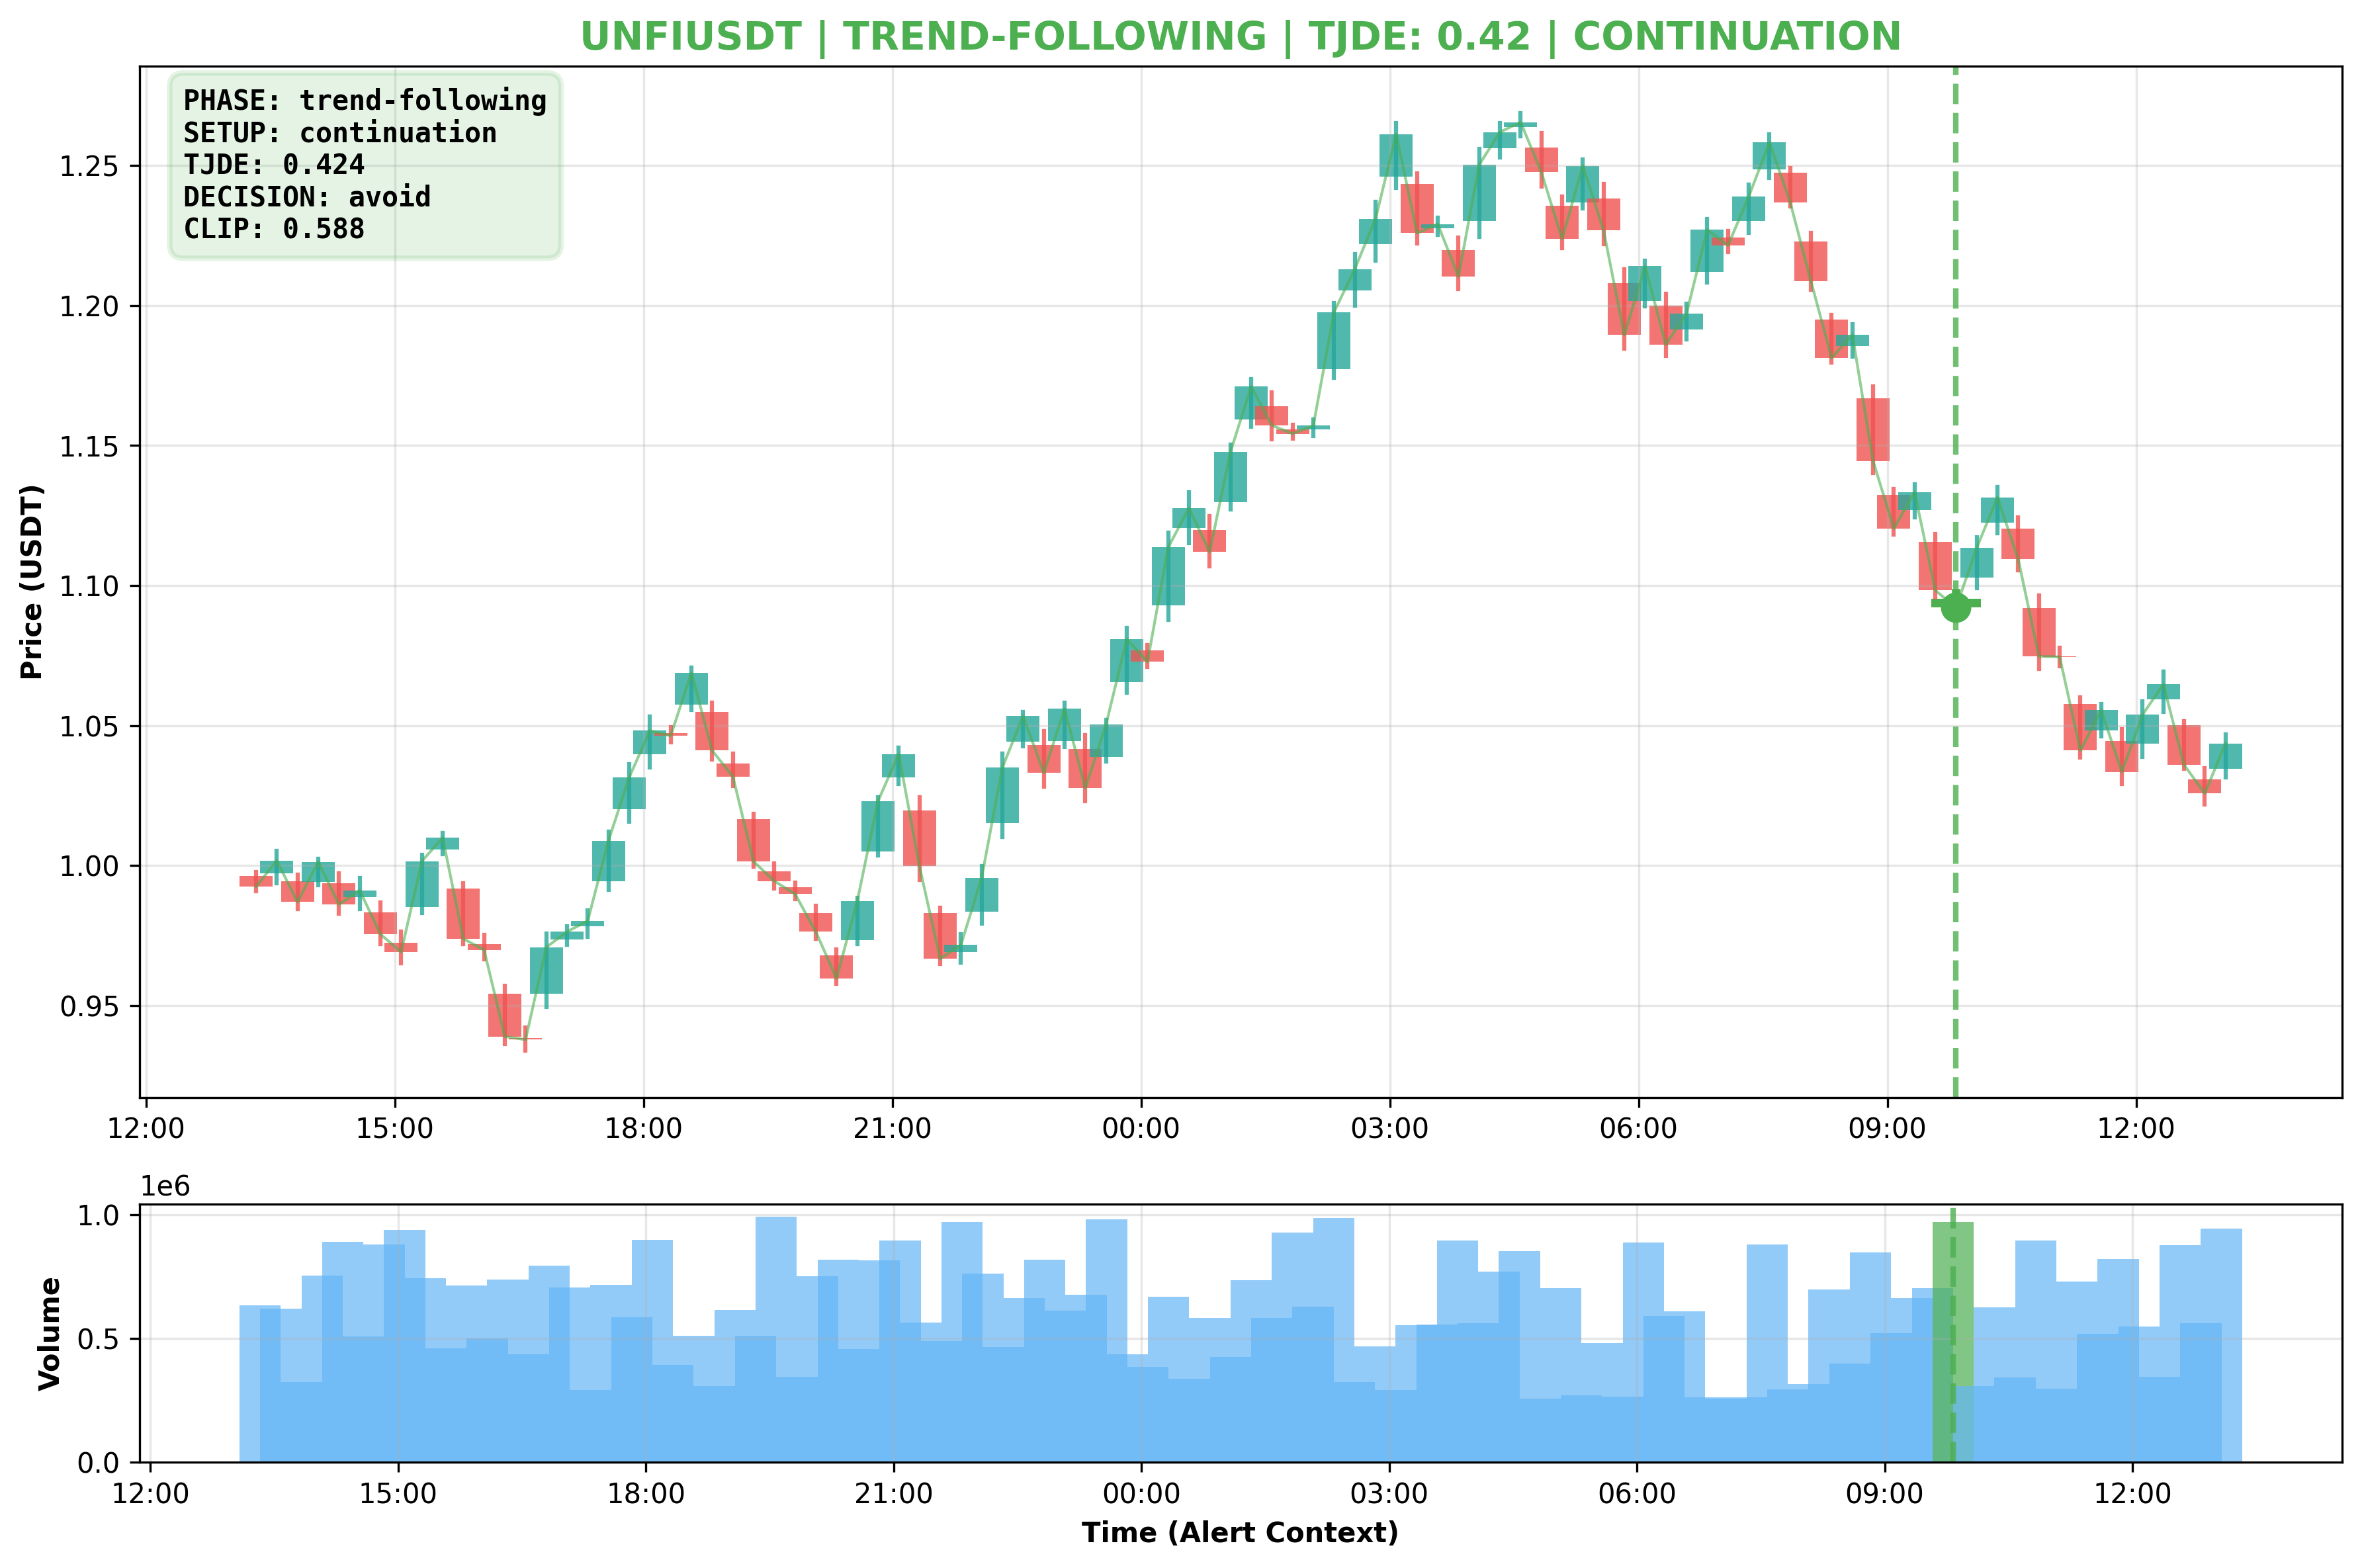 UNFIUSDT | TREND-FOLLOWING | TJDE: 0.42 | CONTINUATION
PHASE: trend-following
SETUP: continuation
TJDE: 0.424
DECISION: avoid
CLIP: 0.588
Price (USDT)
1.25
1.20
1.15
1.10
1.05
1.00
0.95
12:00 15:00 18:00 21:00 00:00 03:00 06:00 09:00 12:00
1e6
Volume
1.0
0.5
0.0
12:00 15:00 18:00 21:00 00:00 03:00 06:00 09:00 12:00
Time (Alert Context)